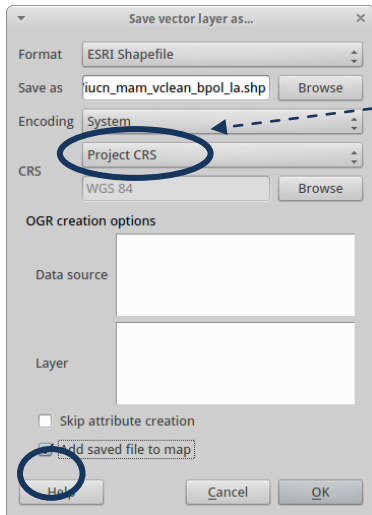 Save vector layer as...
Format ESRI Shapefile
Save as iucn_mam_vclean_bpol_la.shp Browse
Encoding System
Project CRS
CRS
WGS 84 Browse
OGR creation options
Data source
Layer
Skip attribute creation
Add saved file to map
Help Cancel OK